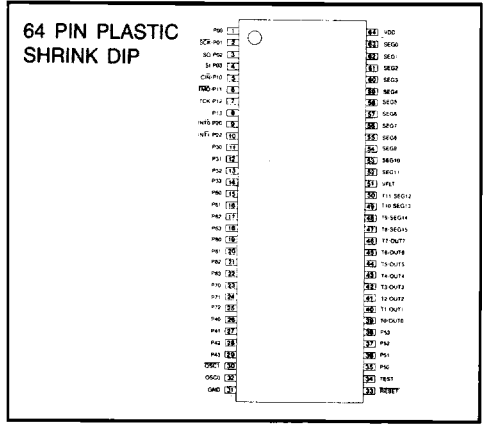 64 PIN PLASTIC
SHRINK DIP
P00 1
SCK·P01 2
SO·P02 3
SI·P03 4
CIN·P10 5
TMO·P11 6
TCK·P12 7
P13 8
INT0·P20 9
10
P30 11
P31 12
P32 13
P33 14
15
P61 16
P62 17
P63 18
19
P81 20
P82 21
P83 22
P70 23
P71 24
P72 25
P40 26
P41 27
P42 28
P43 29
OSC1 30
OSC0 32
GND 31
64 VDD
63 SEG0
62 SEG1
61 SEG2
60 SEG3
59 SEG4
58 SEG5
57 SEG6
56 SEG7
55 SEG8
54 SEG9
53 SEG10
52 SEG11
51 VFLT
50 T11·SEG12
49 T10·SEG13
48 T9·SEG14
47 T8·SEG15
46 T7·OUT7
45 T6·OUT6
44 T5·OUT5
43 T4·OUT4
42 T3·OUT3
41 T2·OUT2
40 T1·OUT1
39 T0·OUT0
38 P53
37 P52
36 P51
35 P50
34 TEST
33 RESET